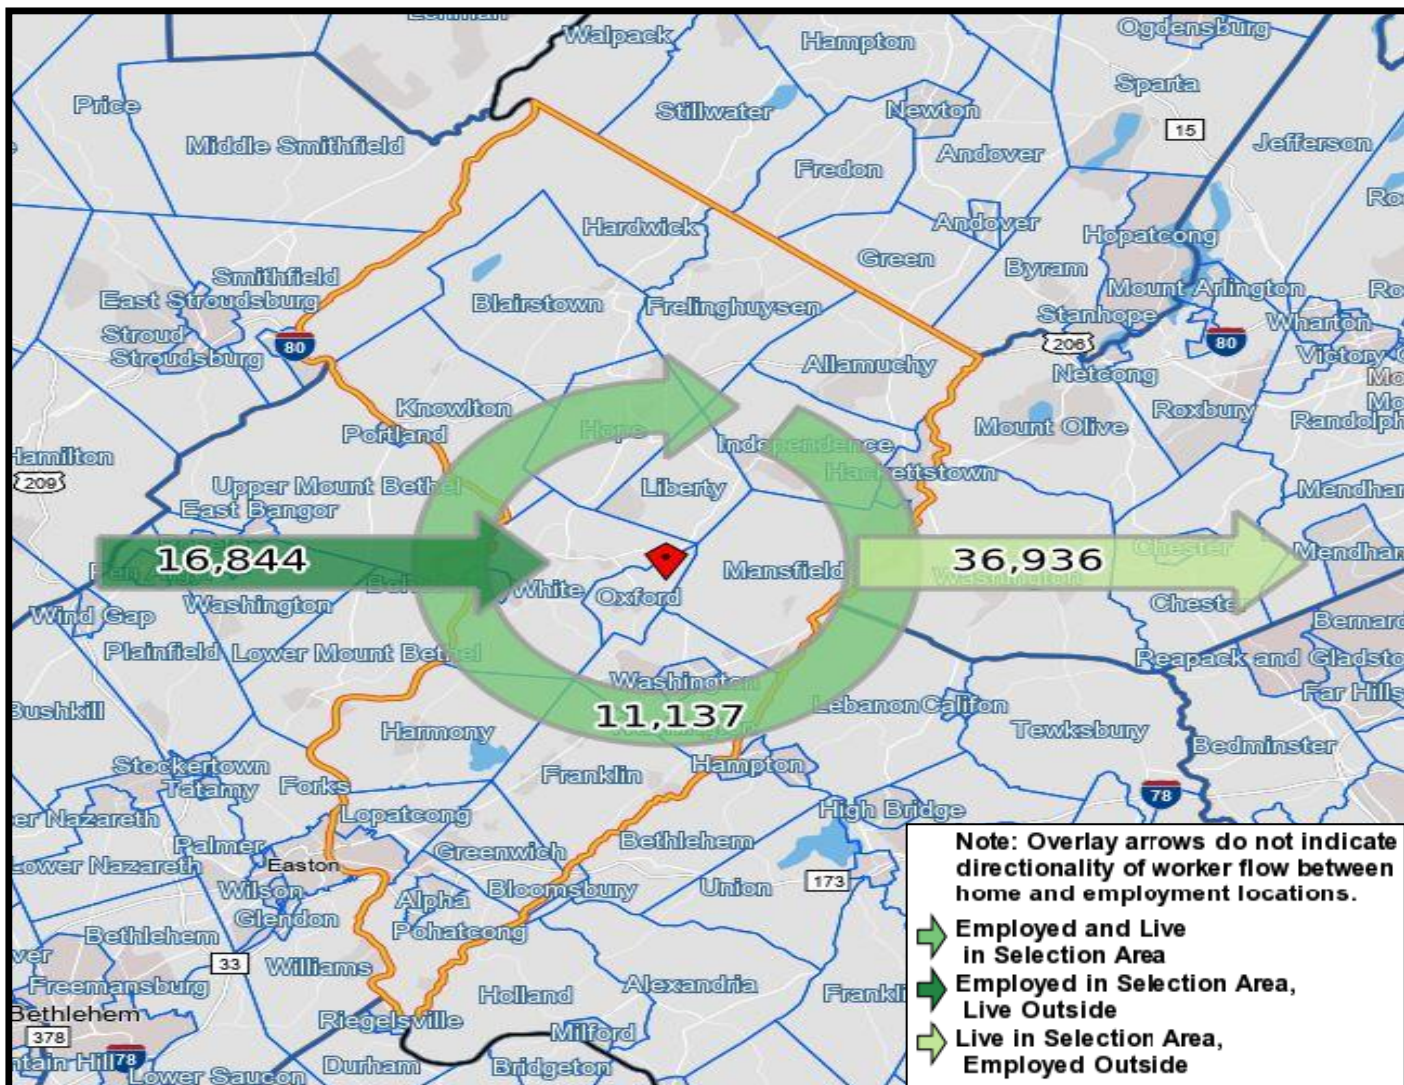 Walpack
Hampton
Ogdensburg
Price
Stillwater
Newton
Sparta
15
Middle Smithfield
Andover
Jefferson
Fredon
Hardwick
Andover
Hopatcong
Green
Byram
Smithfield
East Stroudsburg
Blairstown
Frelinghuysen
Mount Arlington
Stanhope
Wharton
Stroud
Stroudsburg
80
206
80
Allamuchy
Netcong
Knowlton
Roxbury
Portland
Hope
Independence
Mount Olive
Randolph
Hamilton
209
Hackettstown
Upper Mount Bethel
Liberty
East Bangor
16,844
36,936
Chester
Mendham
Washington
White
Oxford
Mansfield
Washington
Wind Gap
Chester
Plainfield
Lower Mount Bethel
Washington
11,137
Lebanon
Califon
Far Hills
Bushkill
Harmony
Tewksbury
Bedminster
Stockertown
Franklin
Hampton
Tatamy
Forks
78
Lopatcong
High Bridge
Palmer
Bethlehem
Lower Nazareth
Easton
Greenwich
Wilson
Bloomsbury
Union
173
Glendon
Alpha
Pohatcong
Bethlehem
33
Williams
Freemansburg
Holland
Alexandria
Bethlehem
Riegelsville
Milford
378
78
Durham
Bridgeton
Lower Saucon
Note: Overlay arrows do not indicate
directionality of worker flow between
home and employment locations.
Employed and Live
in Selection Area
Employed in Selection Area,
Live Outside
Live in Selection Area,
Employed Outside